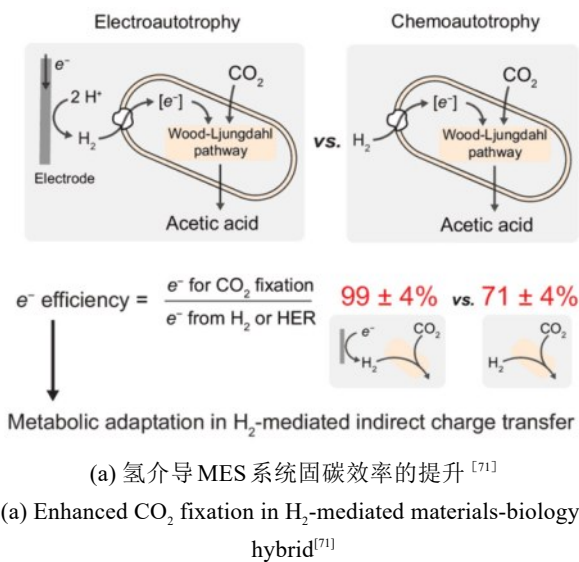 Electroautotrophy
Chemoautotrophy
e⁻
2 H⁺
H₂
Electrode
[e⁻]
CO₂
Wood-Ljungdahl
pathway
Acetic acid
vs.
H₂
[e⁻]
CO₂
Wood-Ljungdahl
pathway
Acetic acid
e⁻ efficiency = e⁻ for CO₂ fixation / e⁻ from H₂ or HER
99 ± 4% vs. 71 ± 4%
e⁻
CO₂
H₂
CO₂
H₂
Metabolic adaptation in H₂-mediated indirect charge transfer
(a) 氢介导MES系统固碳效率的提升[71]
(a) Enhanced CO₂ fixation in H₂-mediated materials-biology
hybrid[71]